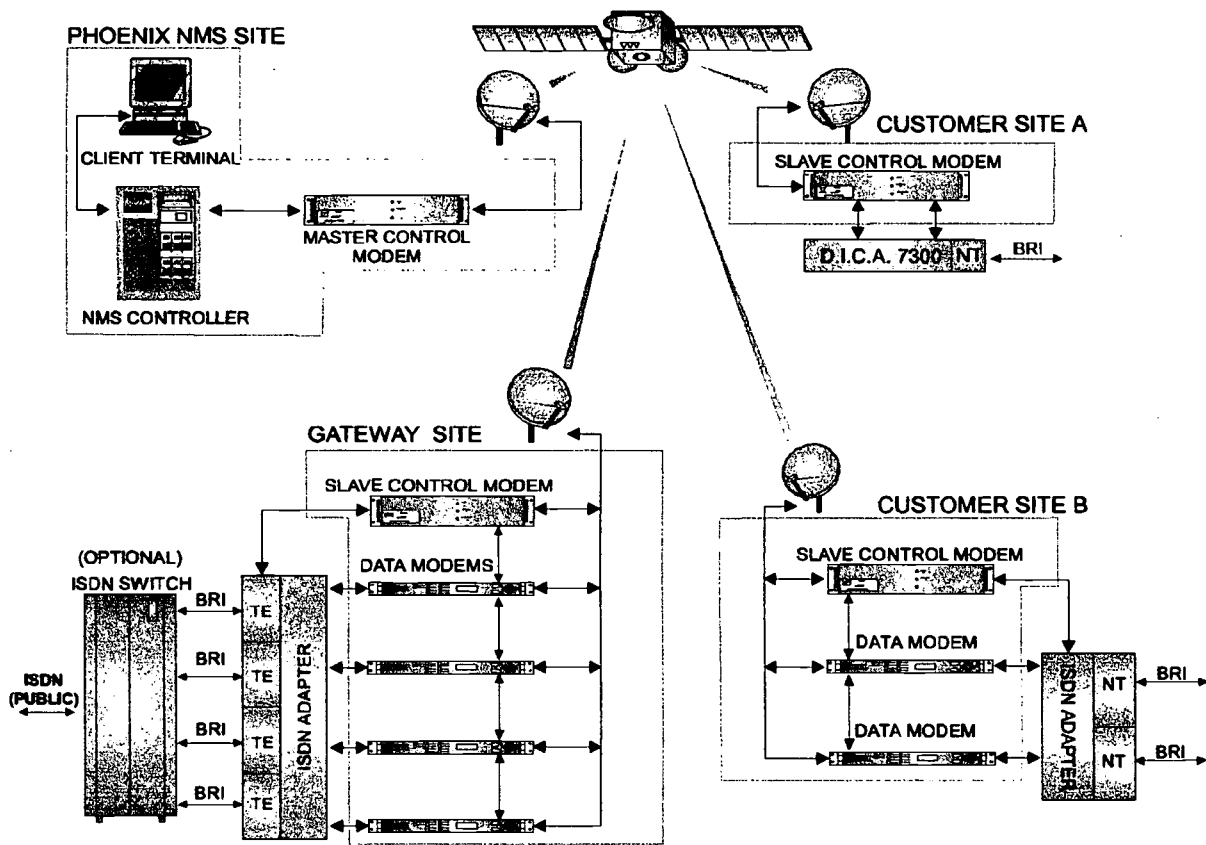 PHOENIX NMS SITE
CLIENT TERMINAL
NMS CONTROLLER
MASTER CONTROL
MODEM
CUSTOMER SITE A
SLAVE CONTROL MODEM
D.I.C.A. 7300
NT
BRI
GATEWAY SITE
SLAVE CONTROL MODEM
DATA MODEMS
(OPTIONAL)
ISDN SWITCH
ISDN
(PUBLIC)
BRI
BRI
BRI
BRI
TE
TE
TE
TE
ISDN ADAPTER
CUSTOMER SITE B
SLAVE CONTROL MODEM
DATA MODEM
DATA MODEM
ISDN ADAPTER
NT
NT
BRI
BRI